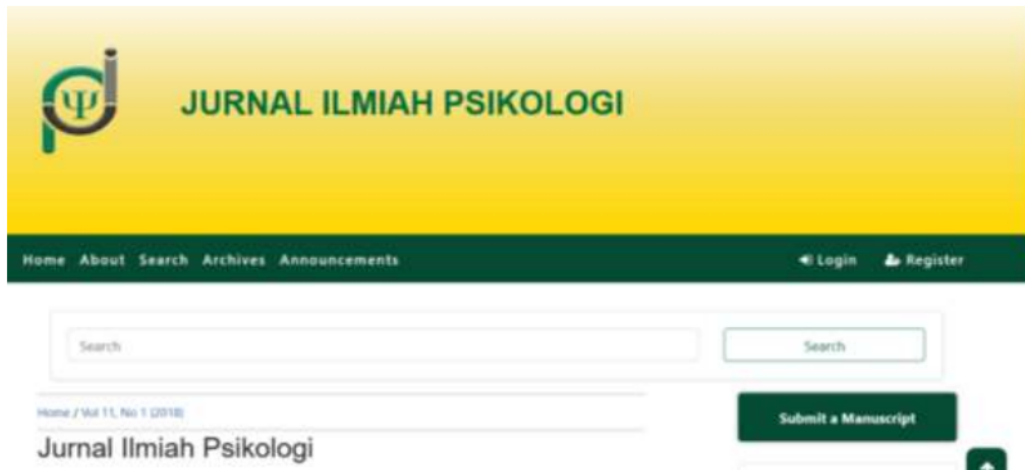 Ψ
JURNAL ILMIAH PSIKOLOGI
Home About Search Archives Announcements Login Register
Search Search
Home / Vol 11, No 1 (2018)
Submit a Manuscript
Jurnal Ilmiah Psikologi